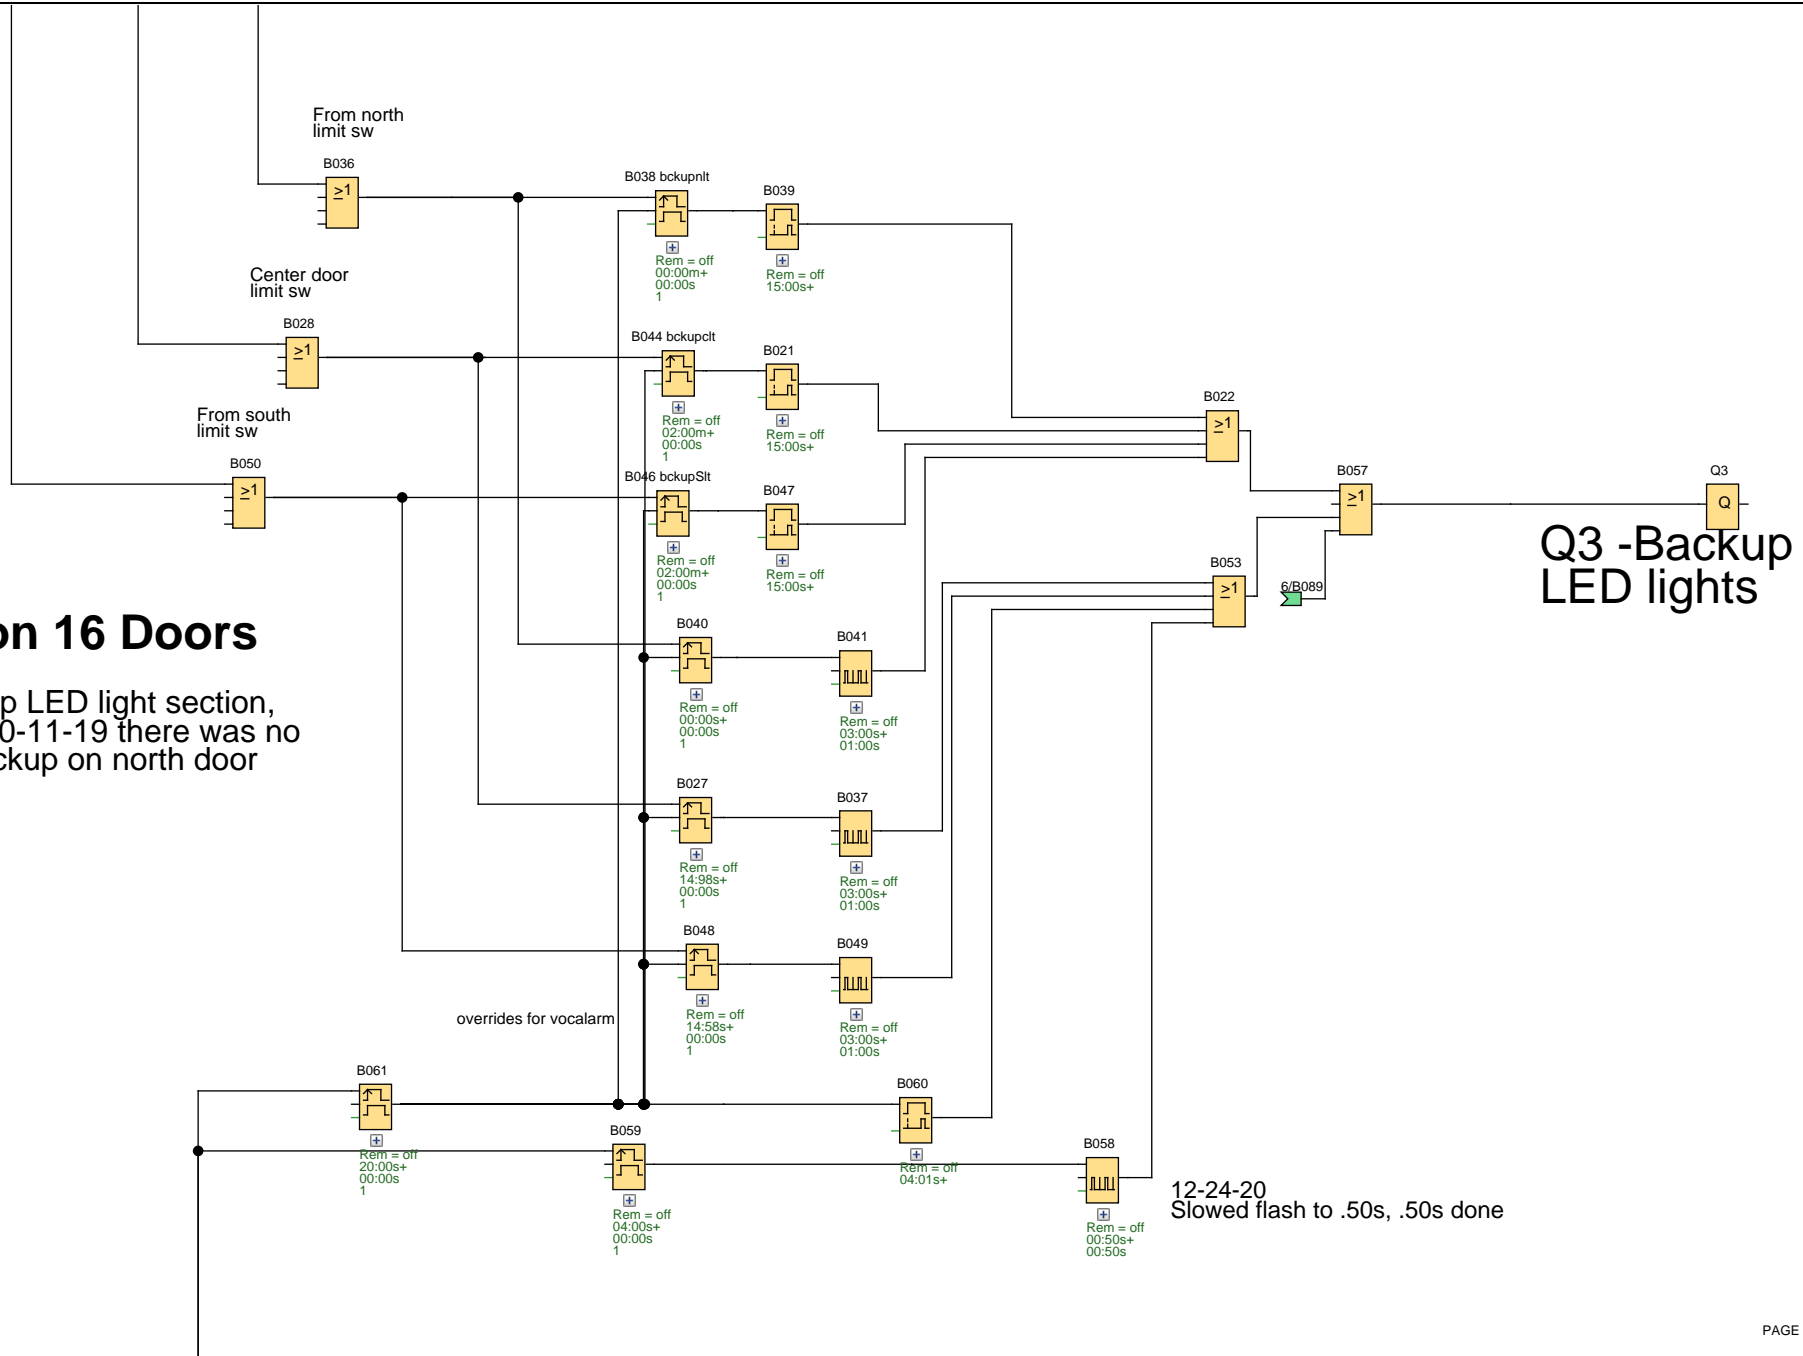 From north
limit sw
B036
≥1
B038 bckupnlt
Rem = off
00:00m+
00:00s
1
B039
Rem = off
15:00s+
Center door
limit sw
B028
≥1
B044 bckupclt
Rem = off
02:00m+
00:00s
1
B021
Rem = off
15:00s+
B022
≥1
From south
limit sw
B050
≥1
B046 bckupSlt
Rem = off
02:00m+
00:00s
1
B047
Rem = off
15:00s+
B057
≥1
Q3
Q
Q3 -Backup
LED lights
B053
≥1
6/B089
on 16 Doors
p LED light section,
0-11-19 there was no
ckup on north door
B040
Rem = off
00:00s+
00:00s
1
B041
Rem = off
03:00s+
01:00s
B027
Rem = off
14:98s+
00:00s
1
B037
Rem = off
03:00s+
01:00s
B048
Rem = off
14:58s+
00:00s
1
B049
Rem = off
03:00s+
01:00s
overrides for vocalarm
B061
Rem = off
20:00s+
00:00s
1
B060
Rem = off
04:01s+
B059
Rem = off
04:00s+
00:00s
1
B058
Rem = off
00:50s+
00:50s
12-24-20
Slowed flash to .50s, .50s done
PAGE